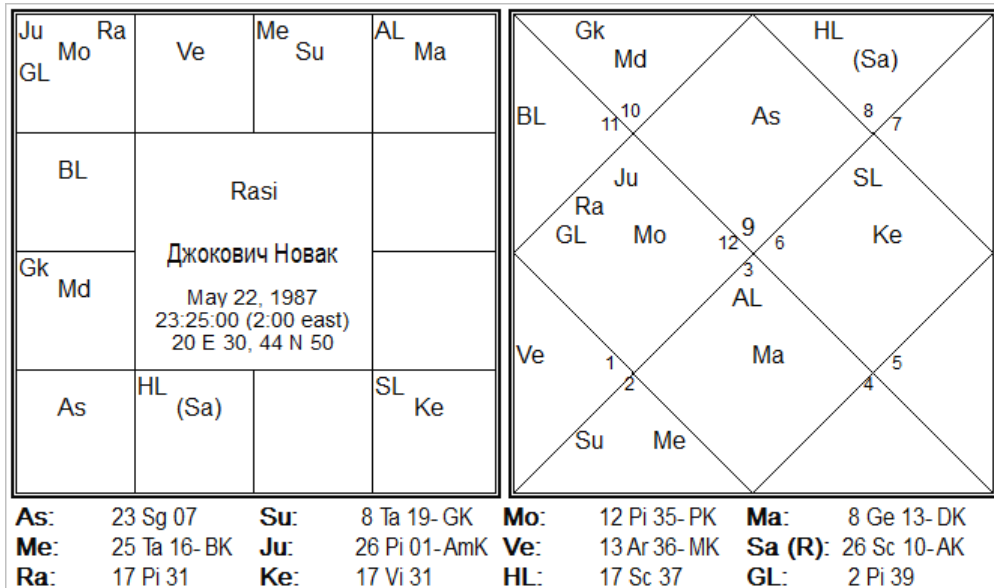 Ju Ra
Mo
GL
Ve
Me
Su
AL
Ma
BL
Rasi
Джокович Новак
May 22, 1987
23:25:00 (2:00 east)
20 E 30, 44 N 50
Gk
Md
As
HL
(Sa)
SL
Ke
Gk
Md
HL
(Sa)
BL
As
10
11
8
7
Ju
Ra
GL Mo
SL
Ke
9
12 6
3
AL
Ma
Ve
1
2
5
4
Su Me
As: 23 Sg 07 Su: 8 Ta 19- GK Mo: 12 Pi 35- PK Ma: 8 Ge 13- DK
Me: 25 Ta 16- BK Ju: 26 Pi 01- AmK Ve: 13 Ar 36- MK Sa (R): 26 Sc 10- AK
Ra: 17 Pi 31 Ke: 17 Vi 31 HL: 17 Sc 37 GL: 2 Pi 39